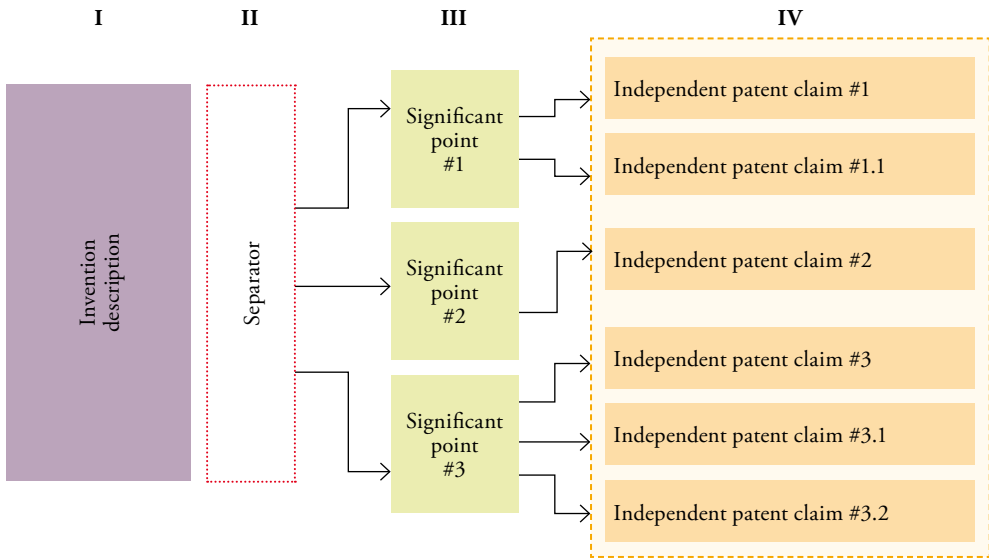 I
II
III
IV
Invention
description
Separator
Significant
point
#1
Significant
point
#2
Significant
point
#3
Independent patent claim #1
Independent patent claim #1.1
Independent patent claim #2
Independent patent claim #3
Independent patent claim #3.1
Independent patent claim #3.2